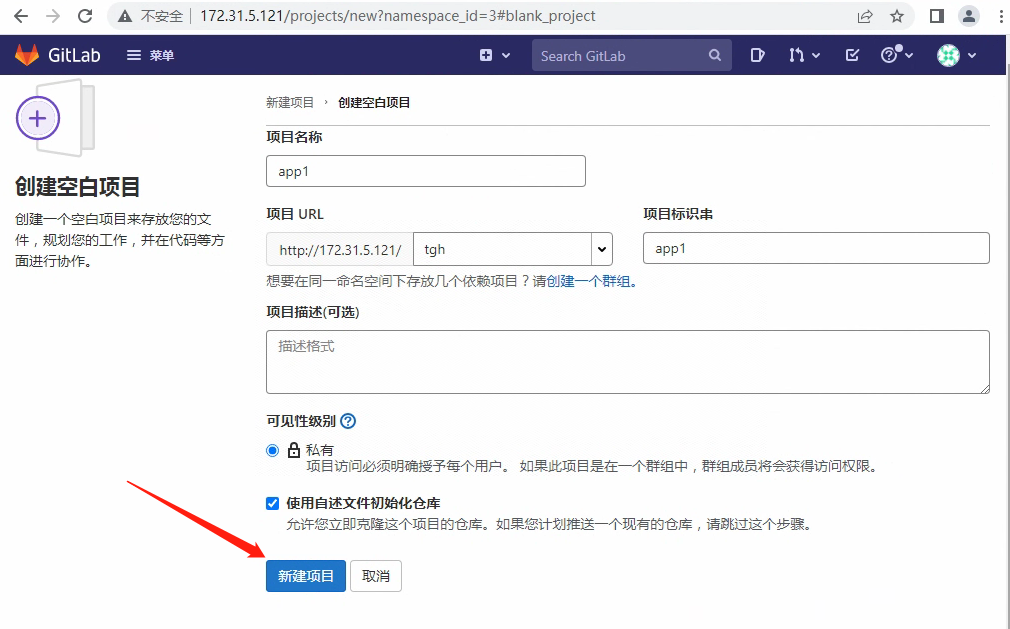 不安全 172.31.5.121/projects/new?namespace_id=3#blank_project
GitLab 菜单 Search GitLab
新建项目 › 创建空白项目
创建空白项目
创建一个空白项目来存放您的文
件，规划您的工作，并在代码等方
面进行协作。
项目名称
app1
项目 URL 项目标识串
http://172.31.5.121/ tgh app1
想要在同一命名空间下存放几个依赖项目？请创建一个群组。
项目描述(可选)
描述格式
可见性级别
私有
项目访问必须明确授予每个用户。 如果此项目是在一个群组中，群组成员将会获得访问权限。
使用自述文件初始化仓库
允许您立即克隆这个项目的仓库。如果您计划推送一个现有的仓库，请跳过这个步骤。
新建项目 取消